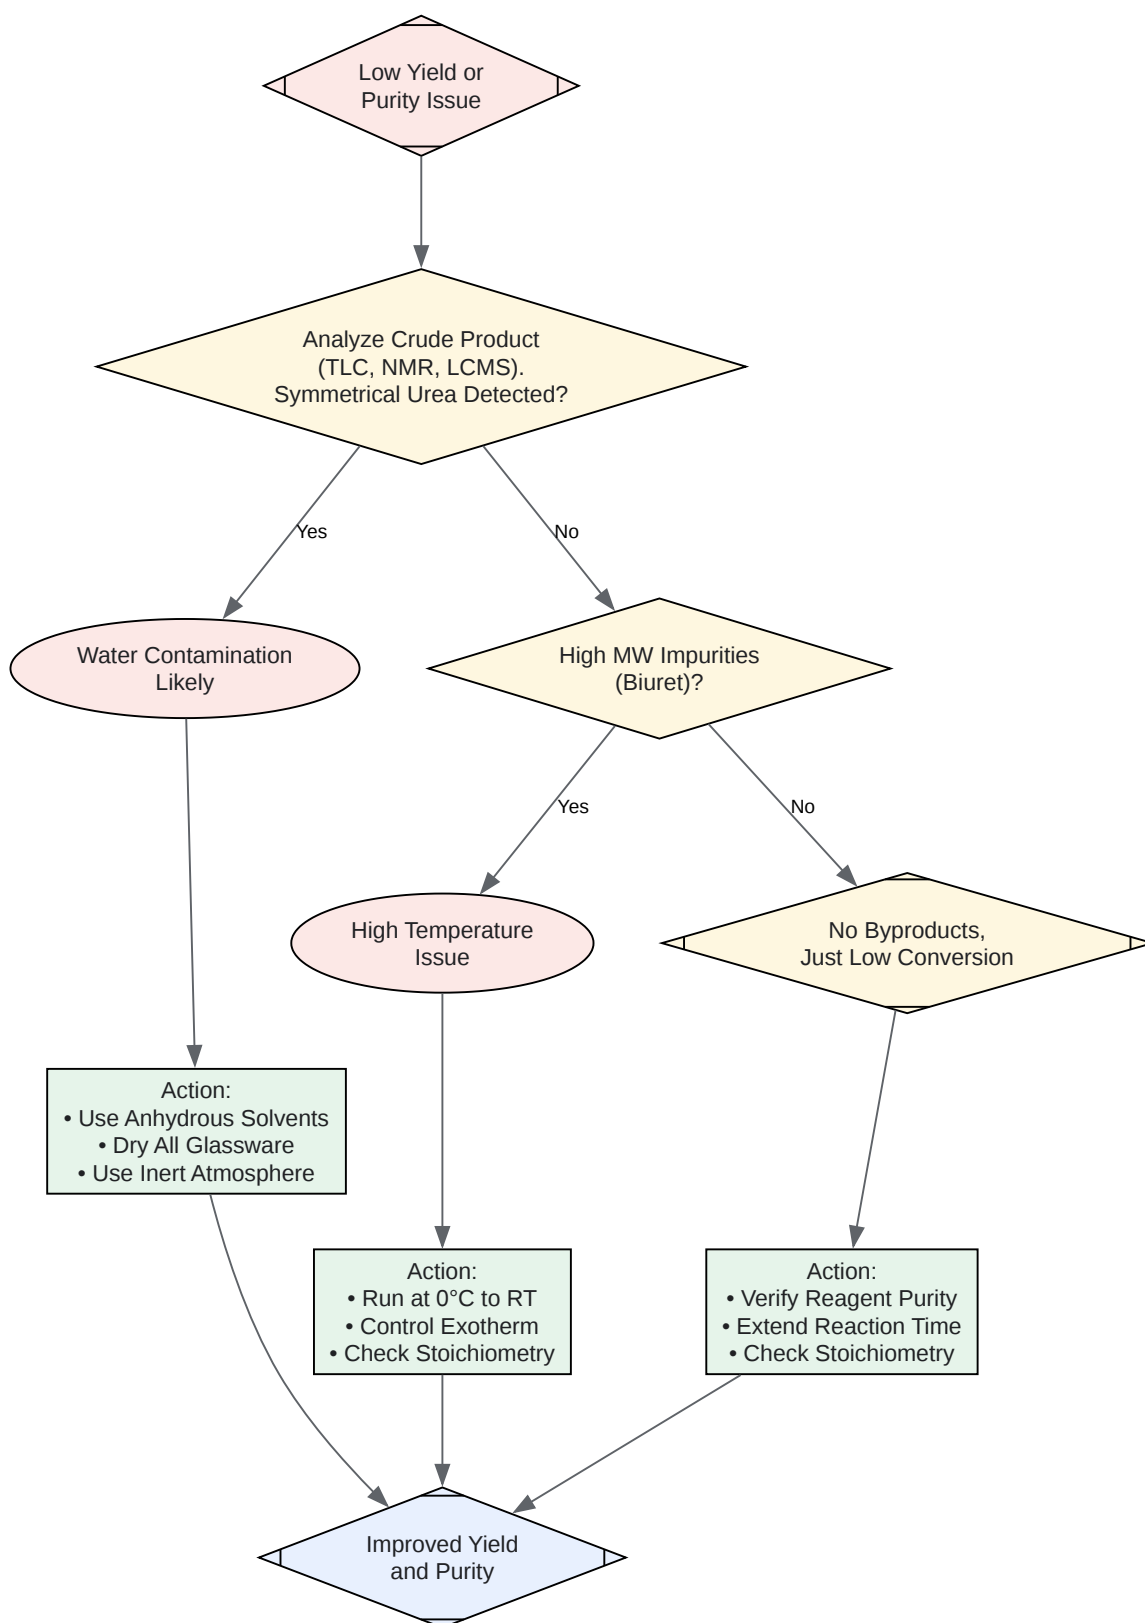 Low Yield or
Purity Issue
Analyze Crude Product
(TLC, NMR, LCMS).
Symmetrical Urea Detected?
Yes
No
Water Contamination
Likely
High MW Impurities
(Biuret)?
Yes
No
High Temperature
Issue
No Byproducts,
Just Low Conversion
Action:
• Use Anhydrous Solvents
• Dry All Glassware
• Use Inert Atmosphere
Action:
• Run at 0°C to RT
• Control Exotherm
• Check Stoichiometry
Action:
• Verify Reagent Purity
• Extend Reaction Time
• Check Stoichiometry
Improved Yield
and Purity